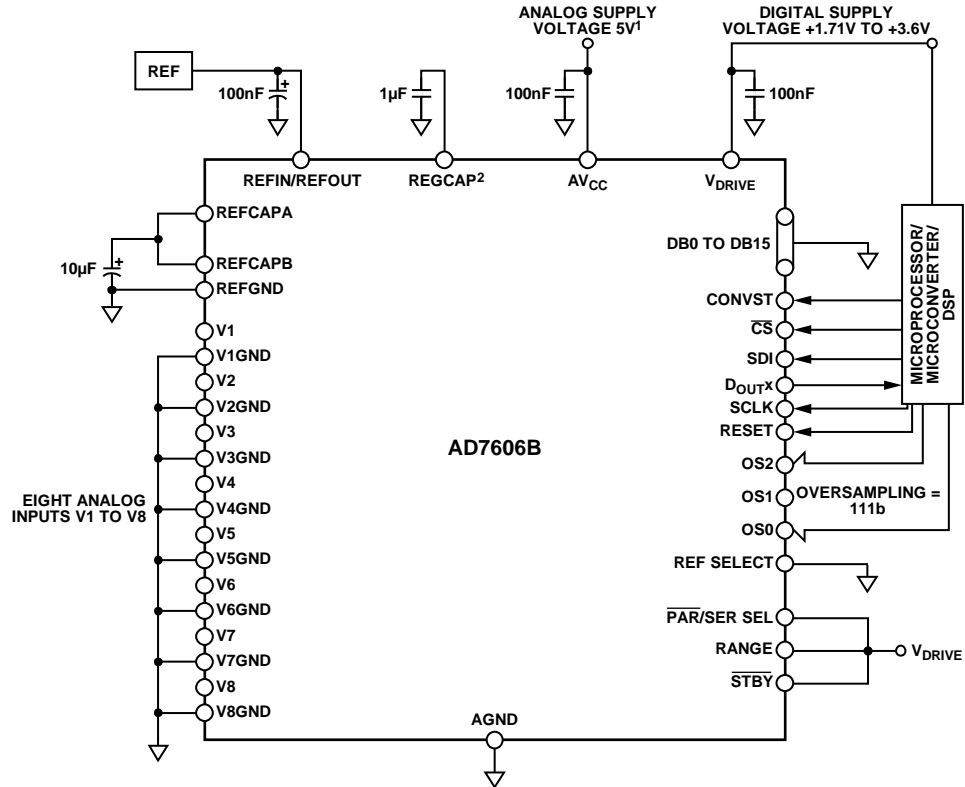 ANALOG SUPPLY
VOLTAGE 5V¹
DIGITAL SUPPLY
VOLTAGE +1.71V TO +3.6V
REF
100nF
+
1µF
100nF
100nF
REFIN/REFOUT
REGCAP²
AVCC
VDRIVE
REFCAPA
REFCAPB
REFGND
10µF
+
V1
V1GND
V2
V2GND
V3
V3GND
V4
V4GND
V5
V5GND
V6
V6GND
V7
V7GND
V8
V8GND
EIGHT ANALOG
INPUTS V1 TO V8
AD7606B
AGND
DB0 TO DB15
CONVST
CS
SDI
DOUTx
SCLK
RESET
OS2
OS1
OS0
OVERSAMPLING =
111b
REF SELECT
PAR/SER SEL
RANGE
STBY
VDRIVE
MICROPROCESSOR/
MICROCONVERTER/
DSP